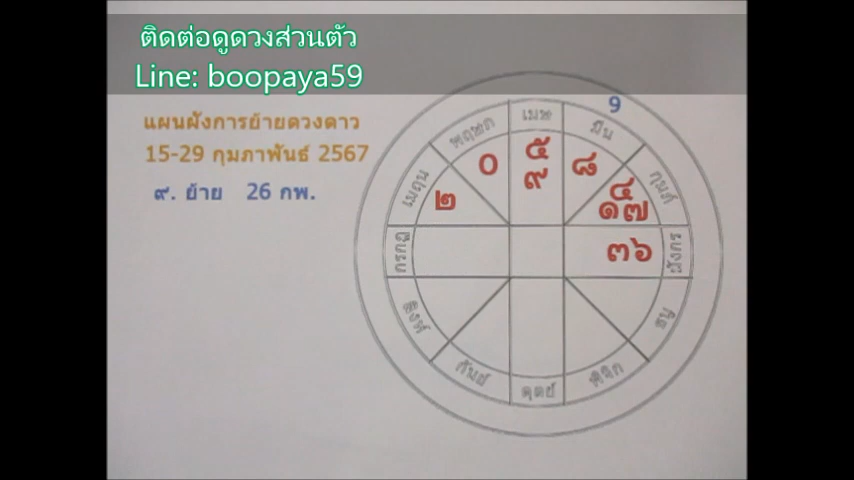 ติดต่อดูดวงส่วนตัว
Line: boopaya59
แผนผังการย้ายดวงดาว
15-29 กุมภาพันธ์ 2567
๙. ย้าย 26 กพ.
9
เมษ
พฤษภ
มีน
เมถุน
กุมภ์
กรกฎ
มังกร
สิงห์
ธนู
กันย์
ตุลย์
พิจิก
๕
๙
๐
๘
๒
๔
๑๗
๓๖